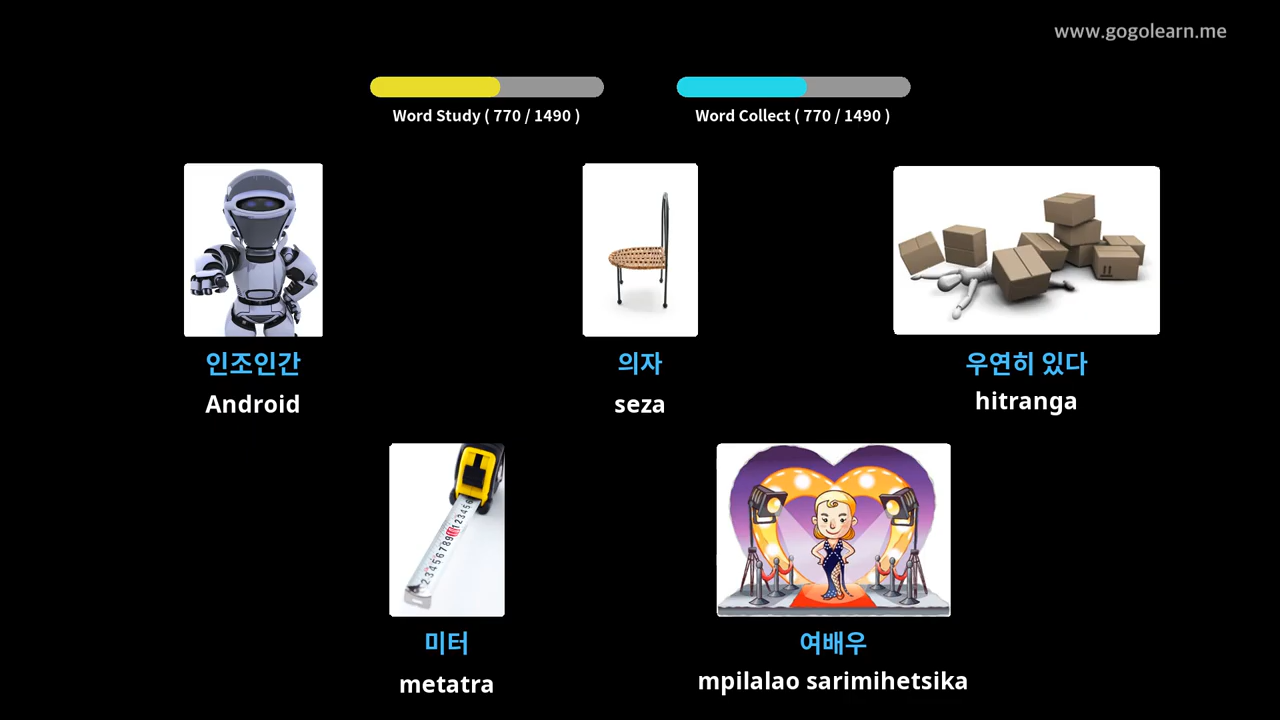 www.gogolearn.me
Word Study ( 770 / 1490 )
Word Collect ( 770 / 1490 )
인조인간
Android
의자
seza
우연히 있다
hitranga
미터
metatra
여배우
mpilalao sarimihetsika